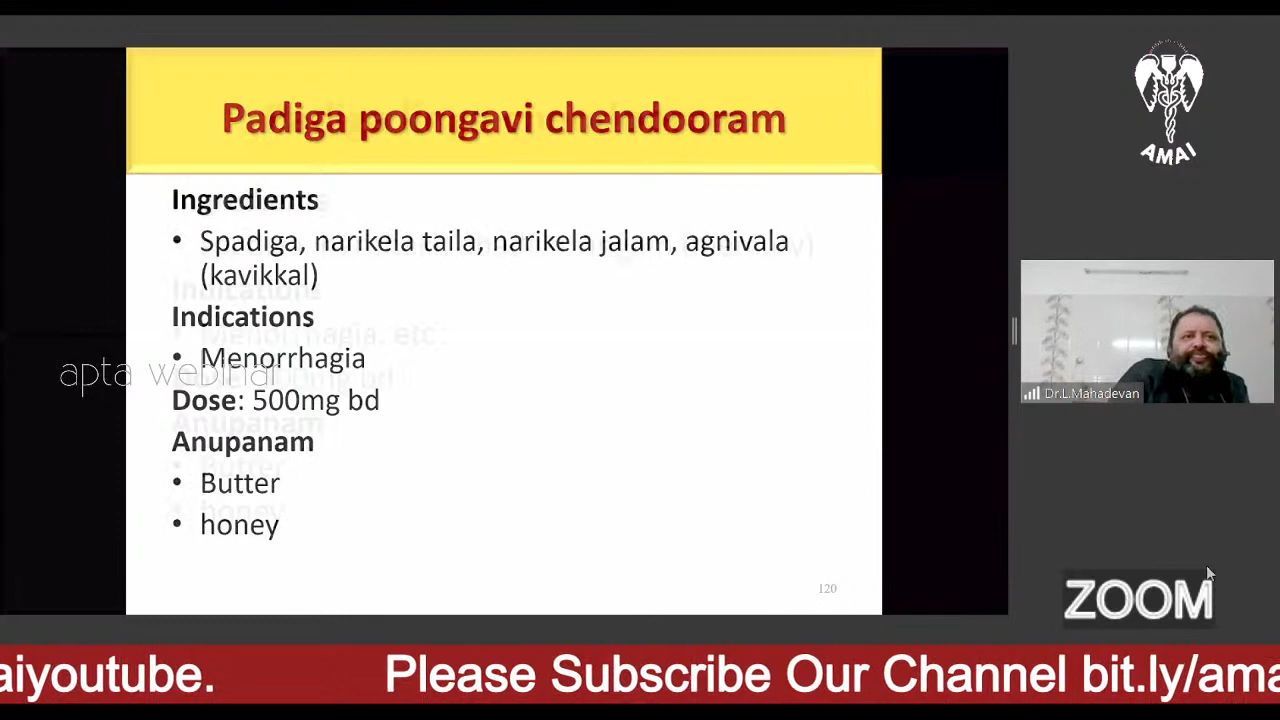 Padiga poongavi chendooram
AMAI
Ingredients
• Spadiga, narikela taila, narikela jalam, agnivala
(kavikkal)
Indications
• Menorrhagia
apta webinar
Dose: 500mg bd
Dr.L.Mahadevan
Anupanam
• Butter
• honey
120
ZOOM
aiyoutube. Please Subscribe Our Channel bit.ly/ama